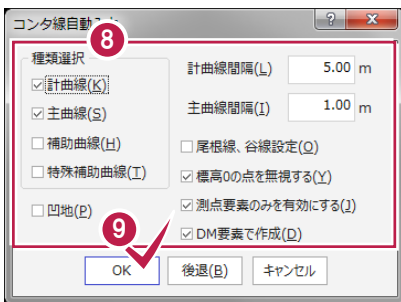 コンタ線自動
? ×
8
種類選択
☑計曲線(K)
☑主曲線(S)
☐補助曲線(H)
☐特殊補助曲線(T)
☐凹地(P)
計曲線間隔(L) 5.00 m
主曲線間隔(I) 1.00 m
☐尾根線、谷線設定(O)
☑標高0の点を無視する(Y)
☑測点要素のみを有効にする(J)
☑DM要素で作成(D)
9
OK 後退(B) キャンセル